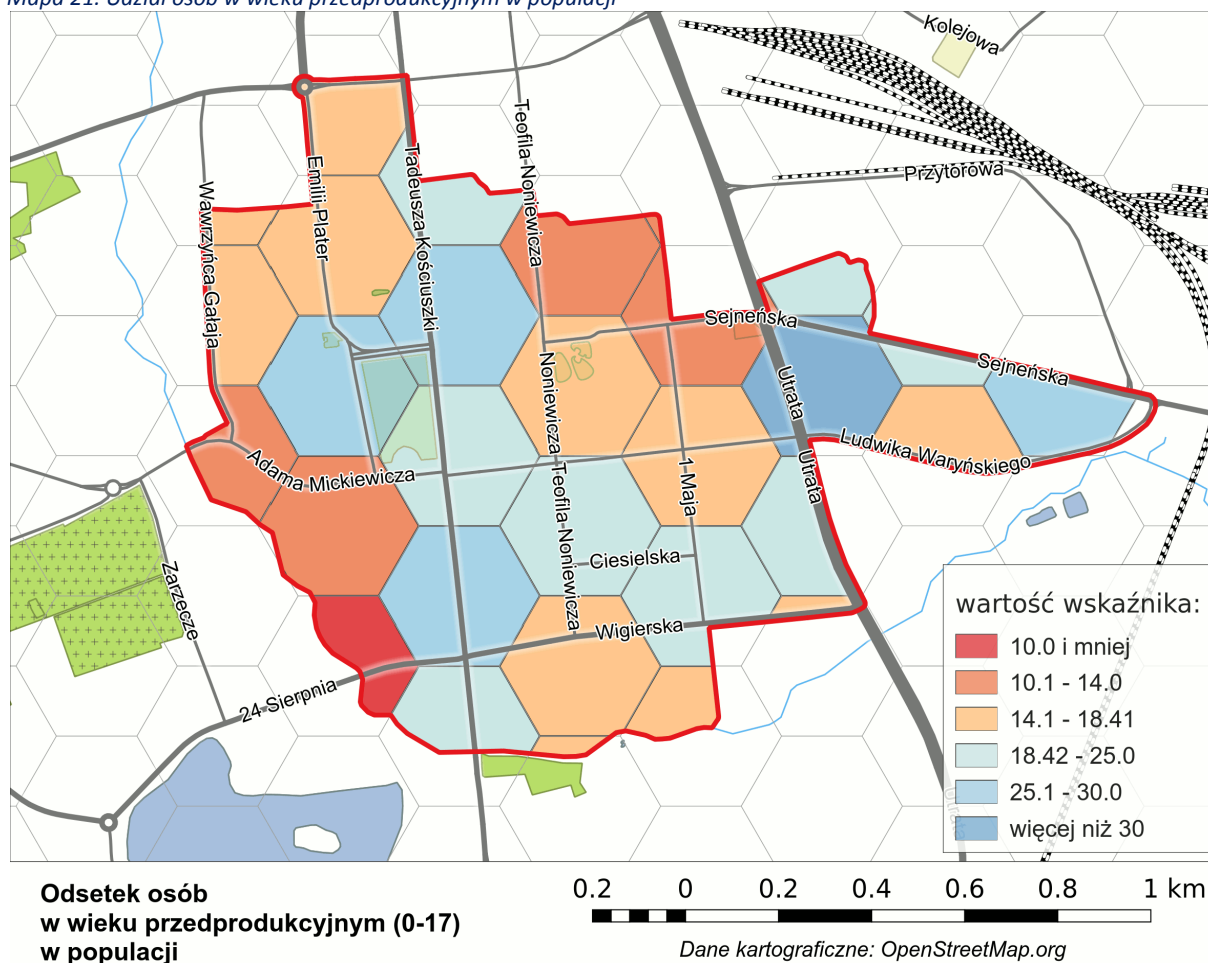 Mapa 21. Udział osób w wieku przedprodukcyjnym w populacji
Kolejowa
Przytorowa
Teofila-Noniewicza
Tadeusza Kościuszki
Emilii-Plater
Wawrzyńca Gałaja
Sejneńska
Sejneńska
Utrata
Ludwika Waryńskiego
Noniewicza-Teofila-Noniewicza
Adama Mickiewicza
1-Maja
Utrata
Ciesielska
Zarzecze
Wigierska
24 Sierpnia
Utrata
wartość wskaźnika:
10.0 i mniej
10.1 - 14.0
14.1 - 18.41
18.42 - 25.0
25.1 - 30.0
więcej niż 30
Odsetek osób
w wieku przedprodukcyjnym (0-17)
w populacji
0.2 0 0.2 0.4 0.6 0.8 1 km
Dane kartograficzne: OpenStreetMap.org